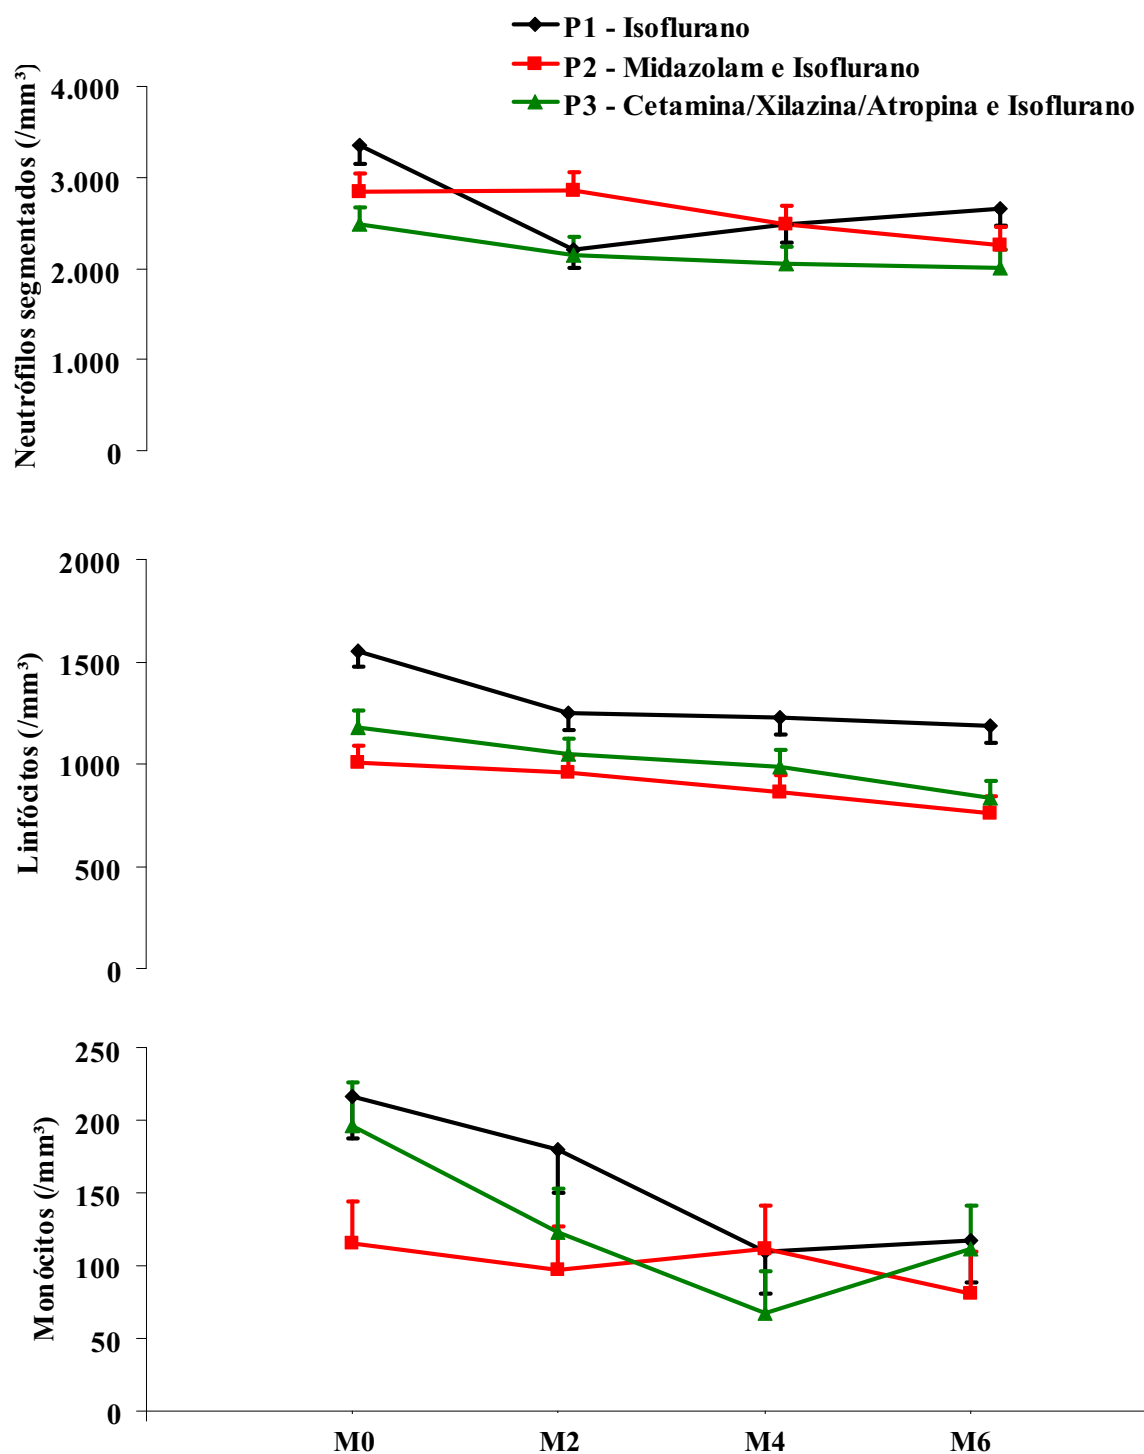 P1 - Isoflurano
P2 - Midazolam e Isoflurano
P3 - Cetamina/Xilazina/Atropina e Isoflurano
Neutrófilos segmentados (/mm³)
4.000
3.000
2.000
1.000
0
Linfócitos (/mm³)
2000
1500
1000
500
0
Monócitos (/mm³)
250
200
150
100
50
0
M0 M2 M4 M6